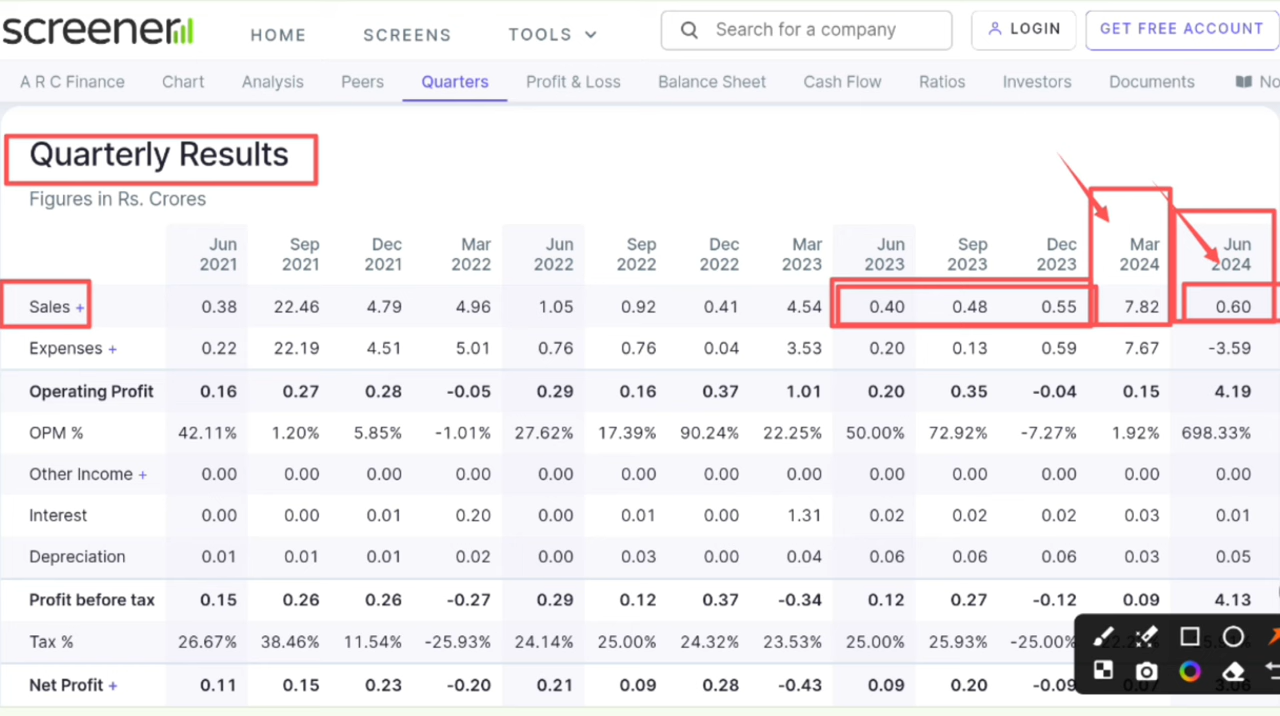 screener
HOME SCREENS TOOLS Search for a company LOGIN GET FREE ACCOUNT
A R C Finance Chart Analysis Peers Quarters Profit & Loss Balance Sheet Cash Flow Ratios Investors Documents No
Quarterly Results
Figures in Rs. Crores
Jun Sep Dec Mar Jun Sep Dec Mar Jun Sep Dec Mar Jun
2021 2021 2021 2022 2022 2022 2022 2023 2023 2023 2023 2024 2024
Sales + 0.38 22.46 4.79 4.96 1.05 0.92 0.41 4.54 0.40 0.48 0.55 7.82 0.60
Expenses + 0.22 22.19 4.51 5.01 0.76 0.76 0.04 3.53 0.20 0.13 0.59 7.67 -3.59
Operating Profit 0.16 0.27 0.28 -0.05 0.29 0.16 0.37 1.01 0.20 0.35 -0.04 0.15 4.19
OPM % 42.11% 1.20% 5.85% -1.01% 27.62% 17.39% 90.24% 22.25% 50.00% 72.92% -7.27% 1.92% 698.33%
Other Income + 0.00 0.00 0.00 0.00 0.00 0.00 0.00 0.00 0.00 0.00 0.00 0.00 0.00
Interest 0.00 0.00 0.01 0.20 0.00 0.01 0.00 1.31 0.02 0.02 0.02 0.03 0.01
Depreciation 0.01 0.01 0.01 0.02 0.00 0.03 0.00 0.04 0.06 0.06 0.06 0.03 0.05
Profit before tax 0.15 0.26 0.26 -0.27 0.29 0.12 0.37 -0.34 0.12 0.27 -0.12 0.09 4.13
Tax % 26.67% 38.46% 11.54% -25.93% 24.14% 25.00% 24.32% 23.53% 25.00% 25.93% -25.00%
Net Profit + 0.11 0.15 0.23 -0.20 0.21 0.09 0.28 -0.43 0.09 0.20 -0.09 0.07 3.06